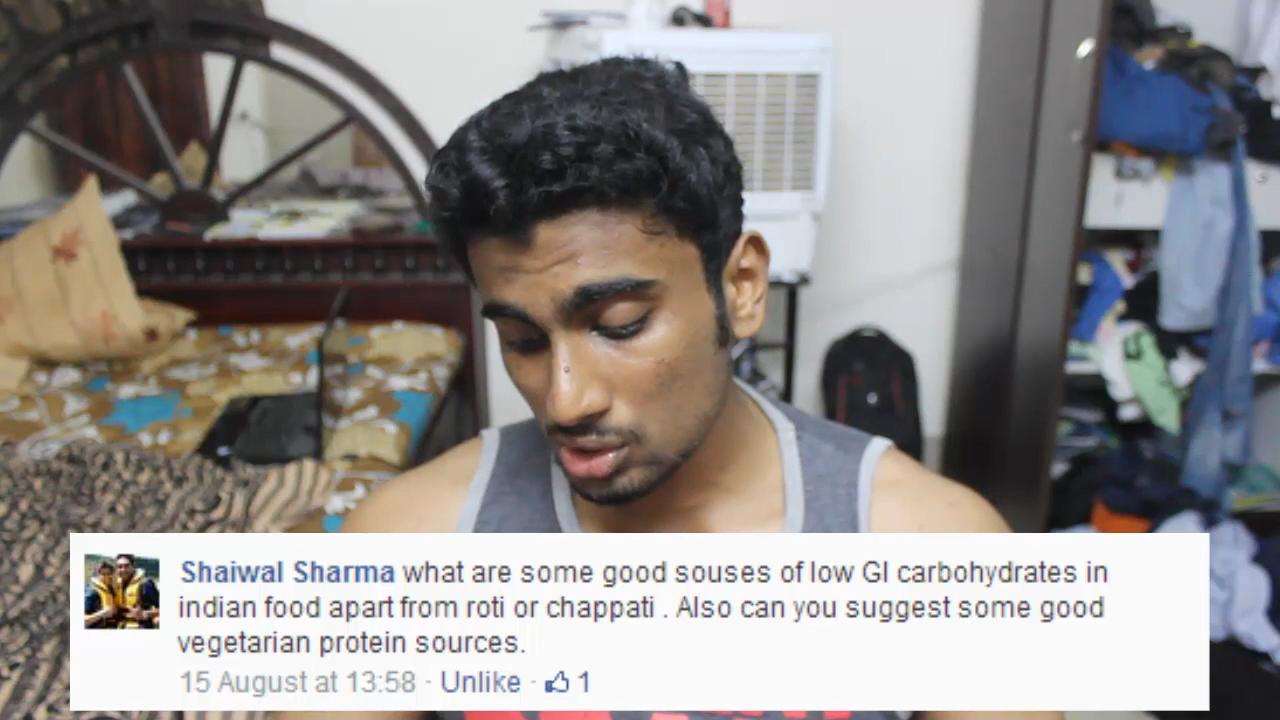 Shaiwal Sharma what are some good souses of low GI carbohydrates in
indian food apart from roti or chappati . Also can you suggest some good
vegetarian protein sources.
15 August at 13:58 · Unlike · 1